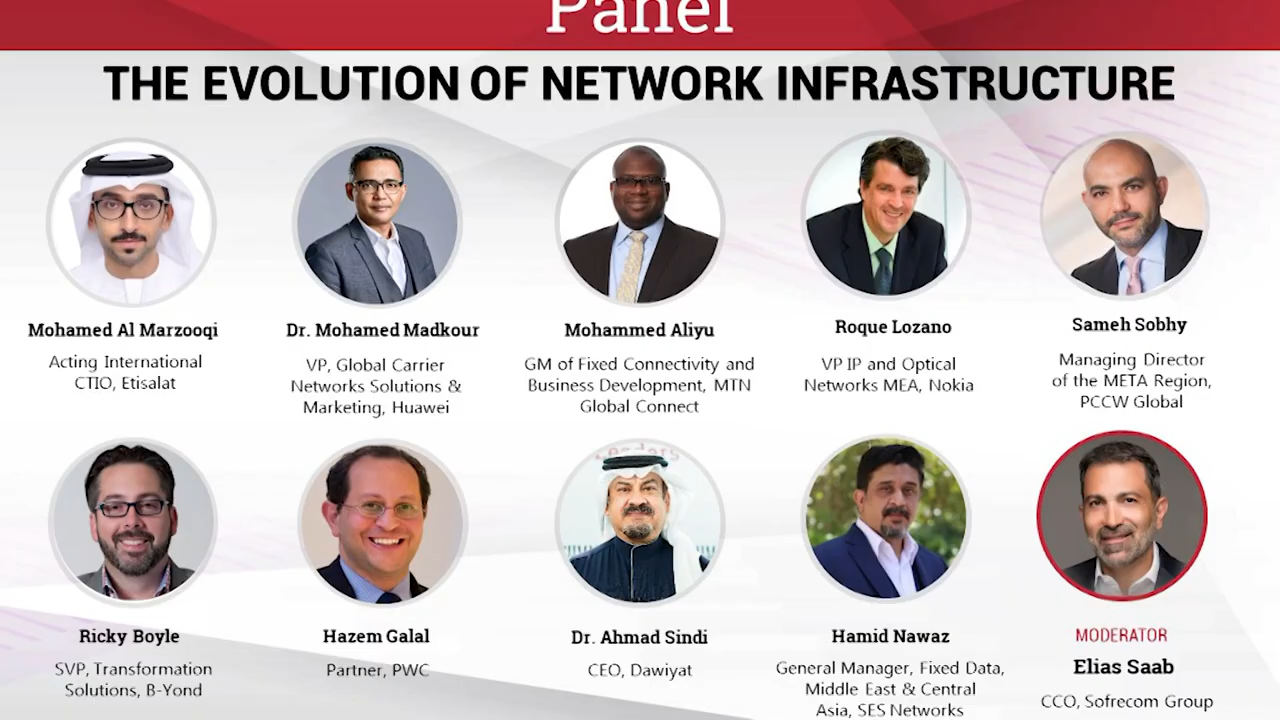 Panel
THE EVOLUTION OF NETWORK INFRASTRUCTURE
Mohamed Al Marzooqi
Acting International
CTIO, Etisalat
Dr. Mohamed Madkour
VP, Global Carrier
Networks Solutions &
Marketing, Huawei
Mohammed Aliyu
GM of Fixed Connectivity and
Business Development, MTN
Global Connect
Roque Lozano
VP IP and Optical
Networks MEA, Nokia
Sameh Sobhy
Managing Director
of the META Region,
PCCW Global
Ricky Boyle
SVP, Transformation
Solutions, B-Yond
Hazem Galal
Partner, PWC
Dr. Ahmad Sindi
CEO, Dawiyat
Hamid Nawaz
General Manager, Fixed Data,
Middle East & Central
Asia, SES Networks
MODERATOR
Elias Saab
CCO, Sofrecom Group